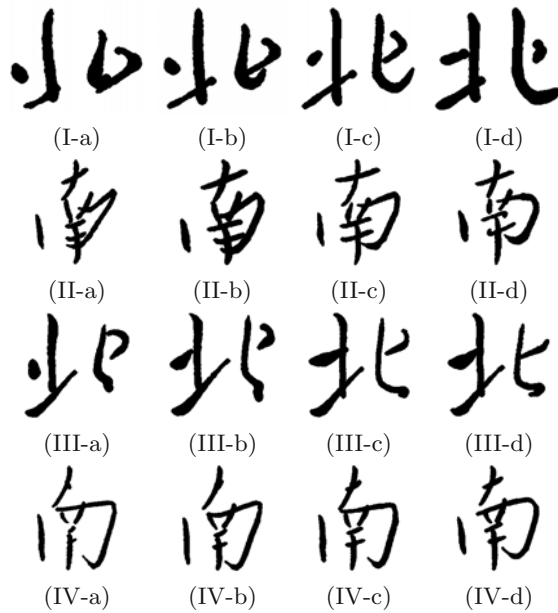 北 北 北 北
(I-a) (I-b) (I-c) (I-d)
南 南 南 南
(II-a) (II-b) (II-c) (II-d)
北 北 北 北
(III-a) (III-b) (III-c) (III-d)
南 南 南 南
(IV-a) (IV-b) (IV-c) (IV-d)